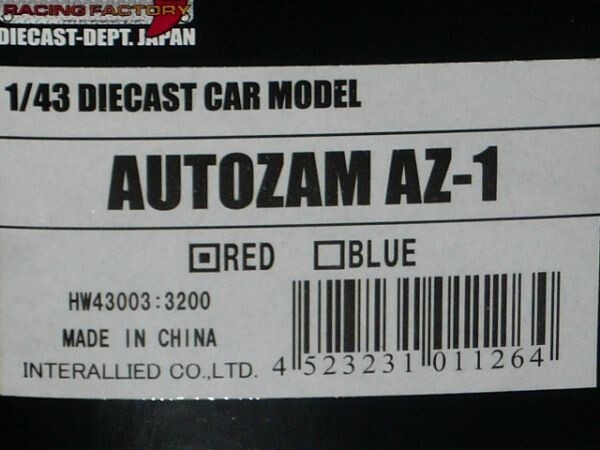 RACING FACTORY
DIECAST-DEPT. JAPAN
1/43 DIECAST CAR MODEL
AUTOZAM AZ-1
RED BLUE
HW43003:3200
MADE IN CHINA
INTERALLIED CO.,LTD.
4 523231 011264